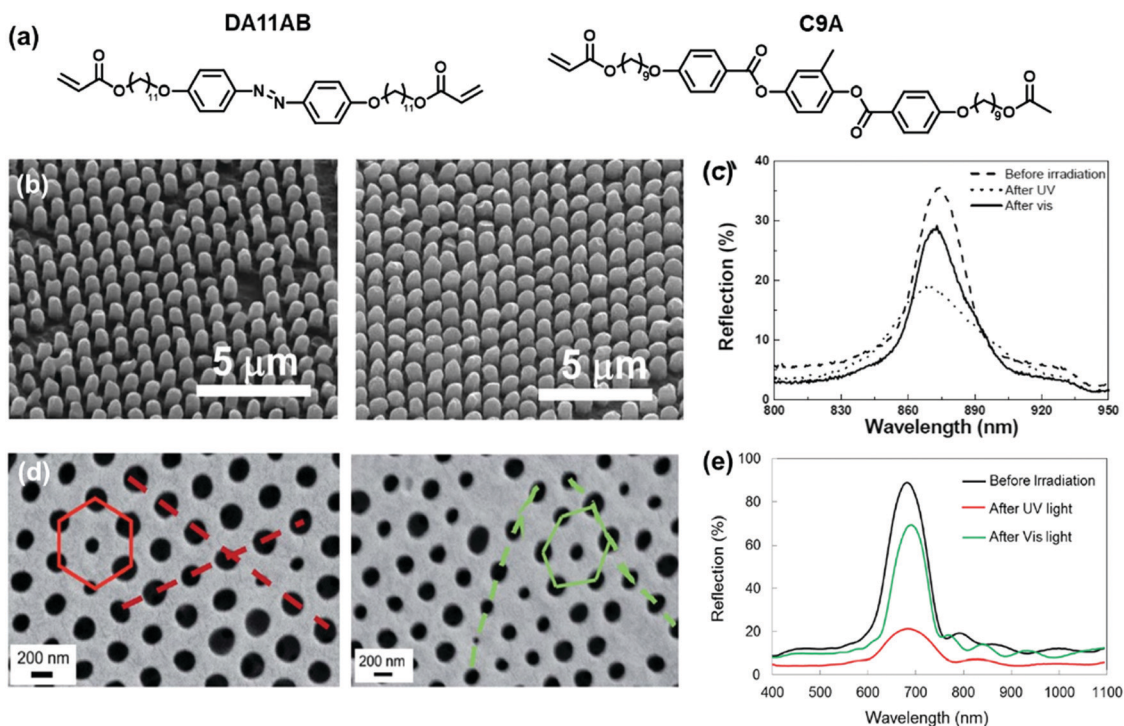 (a)
DA11AB
C9A
O
O
11
O
N
N
O
11
O
O
O
O
9
O
O
O
O
O
O
9
O
O
(b)
5 μm
5 μm
(c)
Before irradiation
After UV
After vis
Reflection (%)
40
30
20
10
0
800 830 860 890 920 950
Wavelength (nm)
(d)
200 nm
200 nm
(e)
Before Irradiation
After UV light
After Vis light
Reflection (%)
100
80
60
40
20
0
400 500 600 700 800 900 1000 1100
Wavelength (nm)